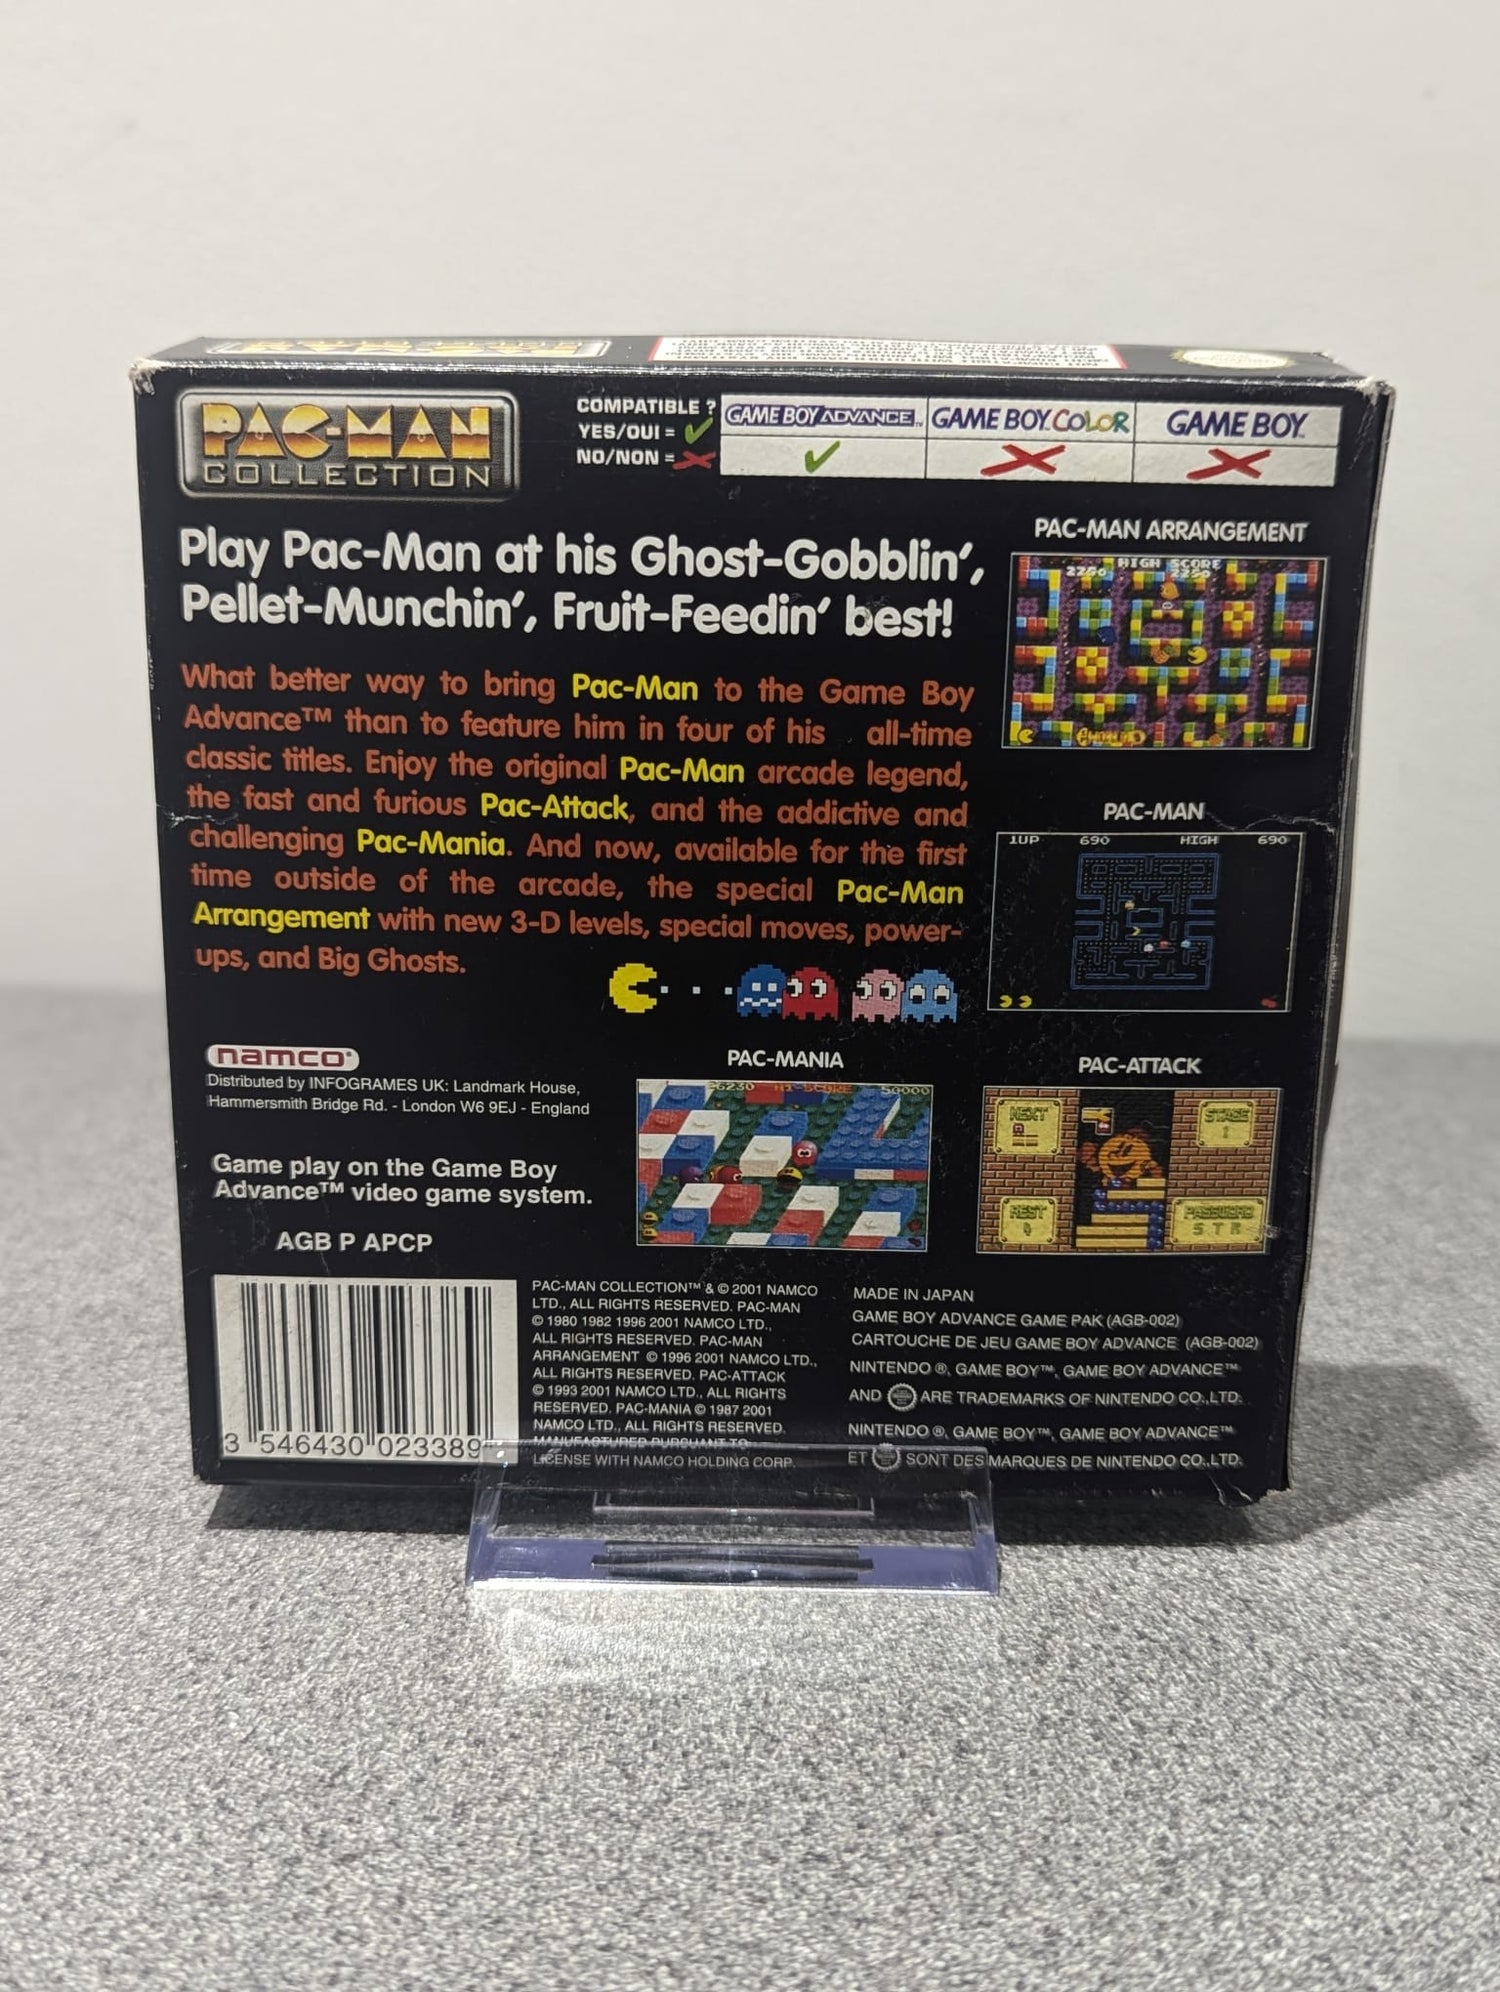 PAC-MAN
COLLECTION
COMPATIBLE ?
YES/OUI =
NO/NON =
GAME BOY ADVANCE™
GAME BOY COLOR
GAME BOY™
Play Pac-Man at his Ghost-Gobblin',
Pellet-Munchin', Fruit-Feedin' best!
What better way to bring Pac-Man to the Game Boy
Advance™ than to feature him in four of his all-time
classic titles. Enjoy the original Pac-Man arcade legend,
the fast and furious Pac-Attack, and the addictive and
challenging Pac-Mania. And now, available for the first
time outside of the arcade, the special Pac-Man
Arrangement with new 3-D levels, special moves, power-
ups, and Big Ghosts.
PAC-MAN ARRANGEMENT
HIGH SCORE
PAC-MAN
1UP 690 HIGH 690
namco®
Distributed by INFOGRAMES UK: Landmark House,
Hammersmith Bridge Rd. - London W6 9EJ - England
Game play on the Game Boy
Advance™ video game system.
AGB P APCP
PAC-MANIA
6230 HI-SCORE 50000
PAC-ATTACK
NEXT
STAGE
1
REST
PASSWORD
STR
3 546430 023389
PAC-MAN COLLECTION™ & © 2001 NAMCO
LTD., ALL RIGHTS RESERVED. PAC-MAN
© 1980 1982 1996 2001 NAMCO LTD.,
ALL RIGHTS RESERVED. PAC-MAN
ARRANGEMENT © 1996 2001 NAMCO LTD.,
ALL RIGHTS RESERVED. PAC-ATTACK
© 1993 2001 NAMCO LTD., ALL RIGHTS
RESERVED. PAC-MANIA © 1987 2001
NAMCO LTD., ALL RIGHTS RESERVED.
MANUFACTURED PURSUANT TO
LICENSE WITH NAMCO HOLDING CORP.
MADE IN JAPAN
GAME BOY ADVANCE GAME PAK (AGB-002)
CARTOUCHE DE JEU GAME BOY ADVANCE (AGB-002)
NINTENDO ®, GAME BOY™, GAME BOY ADVANCE™
AND ARE TRADEMARKS OF NINTENDO CO.,LTD.
NINTENDO ®, GAME BOY™, GAME BOY ADVANCE™
ET SONT DES MARQUES DE NINTENDO CO.,LTD.